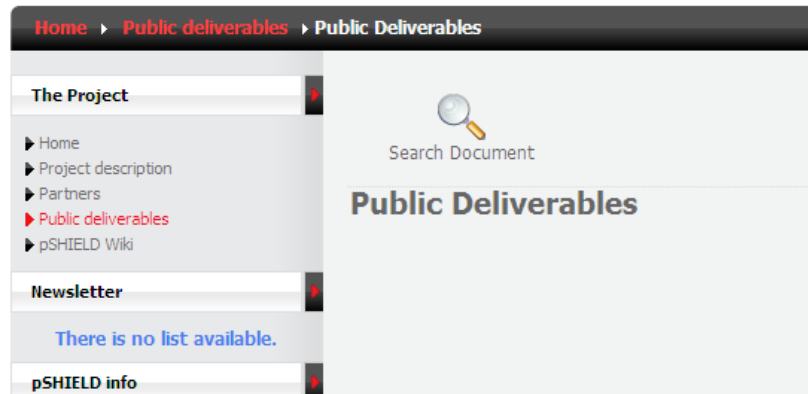 Home Public deliverables Public Deliverables
The Project
Home
Project description
Partners
Public deliverables
pSHIELD Wiki
Newsletter
There is no list available.
pSHIELD info
Search Document
Public Deliverables